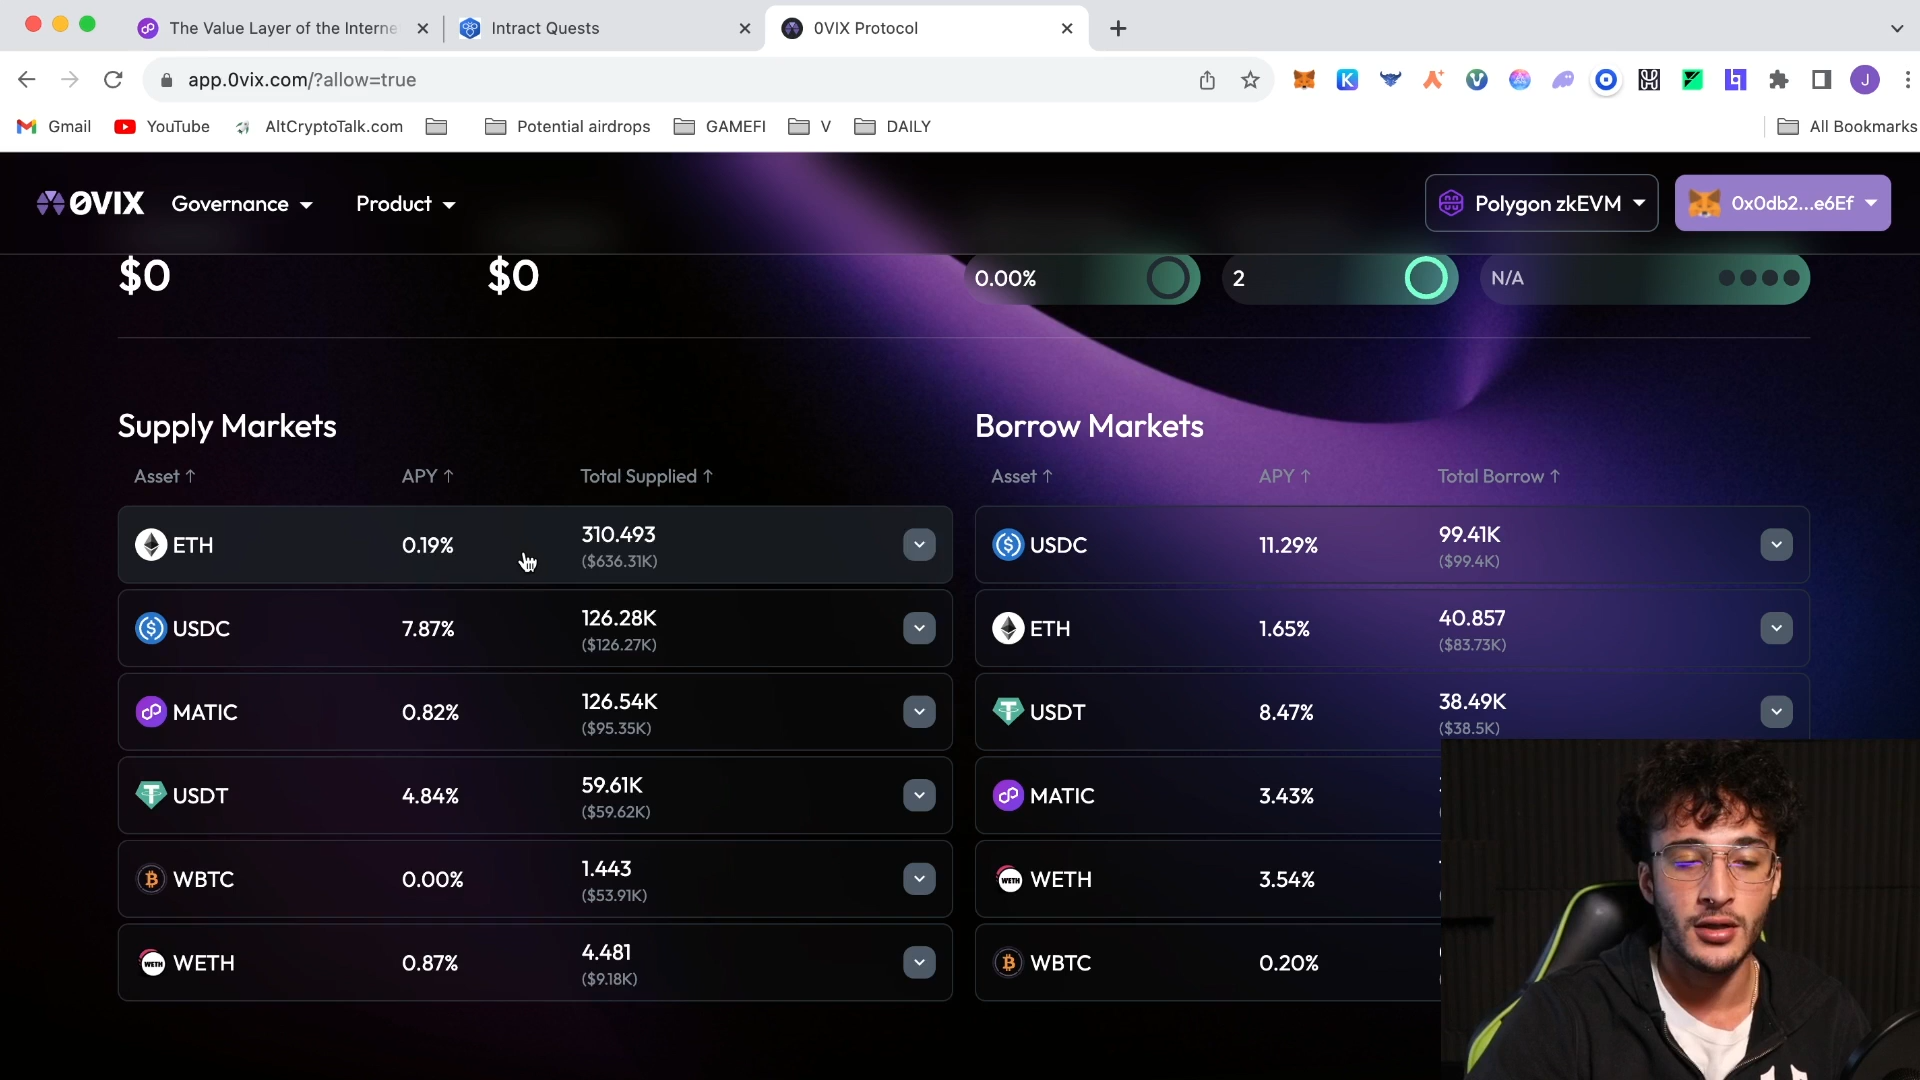 The Value Layer of the Interne
Intract Quests
0VIX Protocol
app.0vix.com/?allow=true
J
Gmail
YouTube
AltCryptoTalk.com
Potential airdrops
GAMEFI
V
DAILY
All Bookmarks
0VIX
Governance
Product
Polygon zkEVM
0x0db2...e6Ef
$0
$0
0.00%
2
N/A
Supply Markets
Asset ↑ APY ↑ Total Supplied ↑
ETH 0.19% 310.493
($636.31K)
USDC 7.87% 126.28K
($126.27K)
MATIC 0.82% 126.54K
($95.35K)
USDT 4.84% 59.61K
($59.62K)
WBTC 0.00% 1.443
($53.91K)
WETH 0.87% 4.481
($9.18K)
Borrow Markets
Asset ↑ APY ↑ Total Borrow ↑
USDC 11.29% 99.41K
($99.4K)
ETH 1.65% 40.857
($83.73K)
USDT 8.47% 38.49K
($38.5K)
MATIC 3.43%
WETH 3.54%
WBTC 0.20%